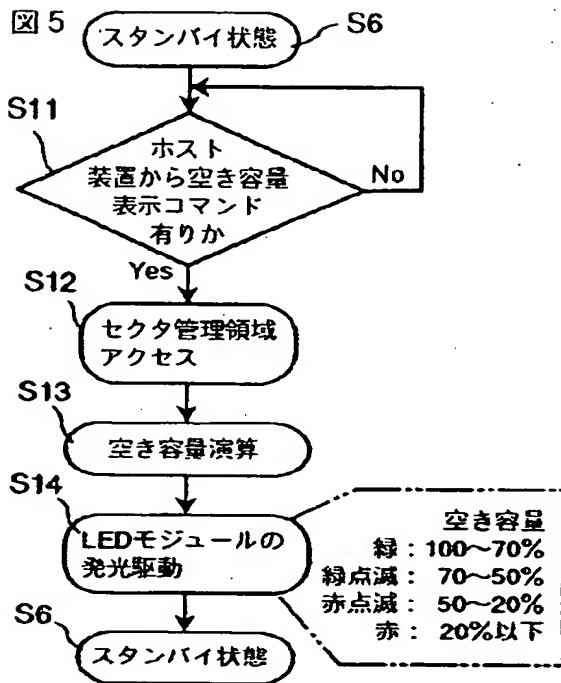 図5
スタンバイ状態
S6
S11
ホスト
装置から空き容量
表示コマンド
有りか
No
Yes
S12
セクタ管理領域
アクセス
S13
空き容量演算
S14
LEDモジュールの
発光駆動
空き容量
緑：100～70%
緑点滅：70～50%
赤点滅：50～20%
赤：20%以下
S6
スタンバイ状態